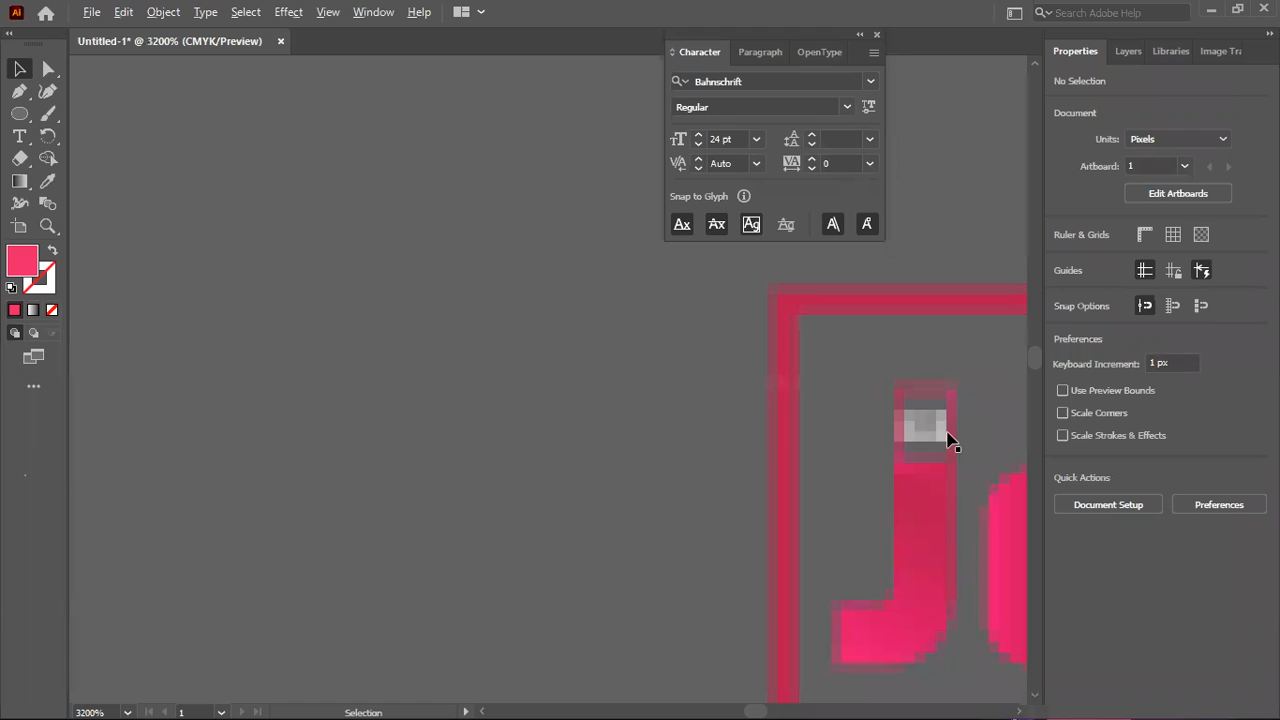 Ai
File Edit Object Type Select Effect View Window Help
Search Adobe Help
Untitled-1* @ 3200% (CMYK/Preview)
Character Paragraph OpenType
Bahnschrift
Regular
24 pt
Auto 0
Snap to Glyph
Properties Layers Libraries Image Tra
No Selection
Document
Units: Pixels
Artboard: 1
Edit Artboards
Ruler & Grids
Guides
Snap Options
Preferences
Keyboard Increment: 1 px
Use Preview Bounds
Scale Corners
Scale Strokes & Effects
Quick Actions
Document Setup Preferences
J
3200% 1 Selection